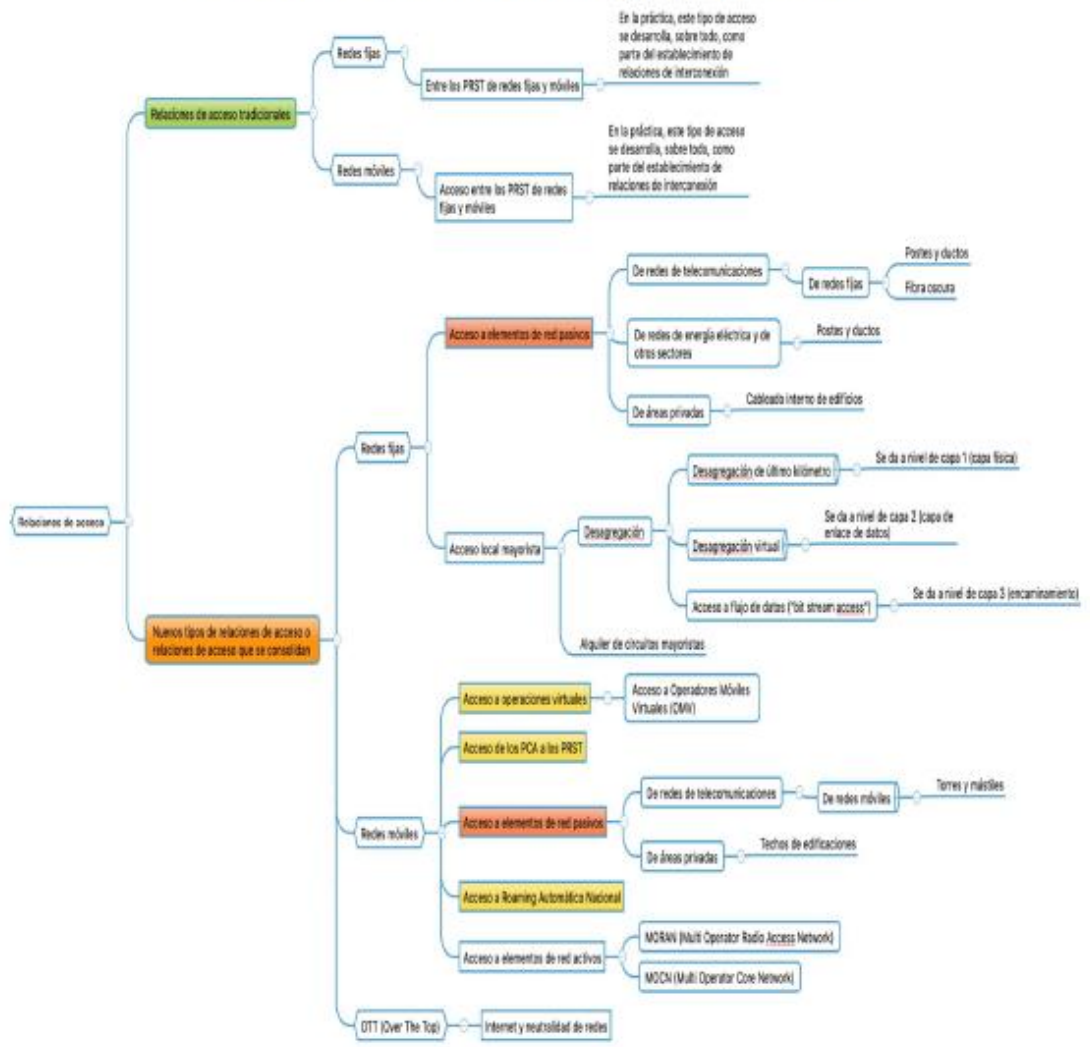 En la práctica, este tipo de acceso
se desarrolla, sobre todo, como
parte del establecimiento de
relaciones de interconexión
Redes fijas
Entre los PRST de redes fijas y móviles
Relaciones de acceso tradicionales
En la práctica, este tipo de acceso
se desarrolla, sobre todo, como
parte del establecimiento de
relaciones de interconexión
Redes móviles
Acceso entre los PRST de redes
fijas y móviles
Postes y ductos
De redes de telecomunicaciones
De redes fijas
Fibra oscura
Acceso a elementos de red pasivos
De redes de energía eléctrica y de
otros sectores
Postes y ductos
De áreas privadas
Cableado interno de edificios
Redes fijas
Desagregación de último kilómetro
Se da a nivel de capa 1 (capa física)
Relaciones de acceso
Acceso local mayorista
Desagregación
Desagregación virtual
Se da a nivel de capa 2 (capa de
enlace de datos)
Acceso a flujo de datos ("bit stream access")
Se da a nivel de capa 3 (encaminamiento)
Alquiler de circuitos mayoristas
Nuevos tipos de relaciones de acceso o
relaciones de acceso que se consolidan
Acceso a operaciones virtuales
Acceso a Operadores Móviles
Virtuales (OMV)
Acceso de los PCA a los PRST
Redes móviles
Acceso a elementos de red pasivos
De redes de telecomunicaciones
De redes móviles
Torres y mástiles
De áreas privadas
Techos de edificaciones
Acceso a Roaming Automático Nacional
Acceso a elementos de red activos
MORAN (Multi Operator Radio Access Network)
MOCN (Multi Operator Core Network)
OTT (Over The Top)
Internet y neutralidad de redes